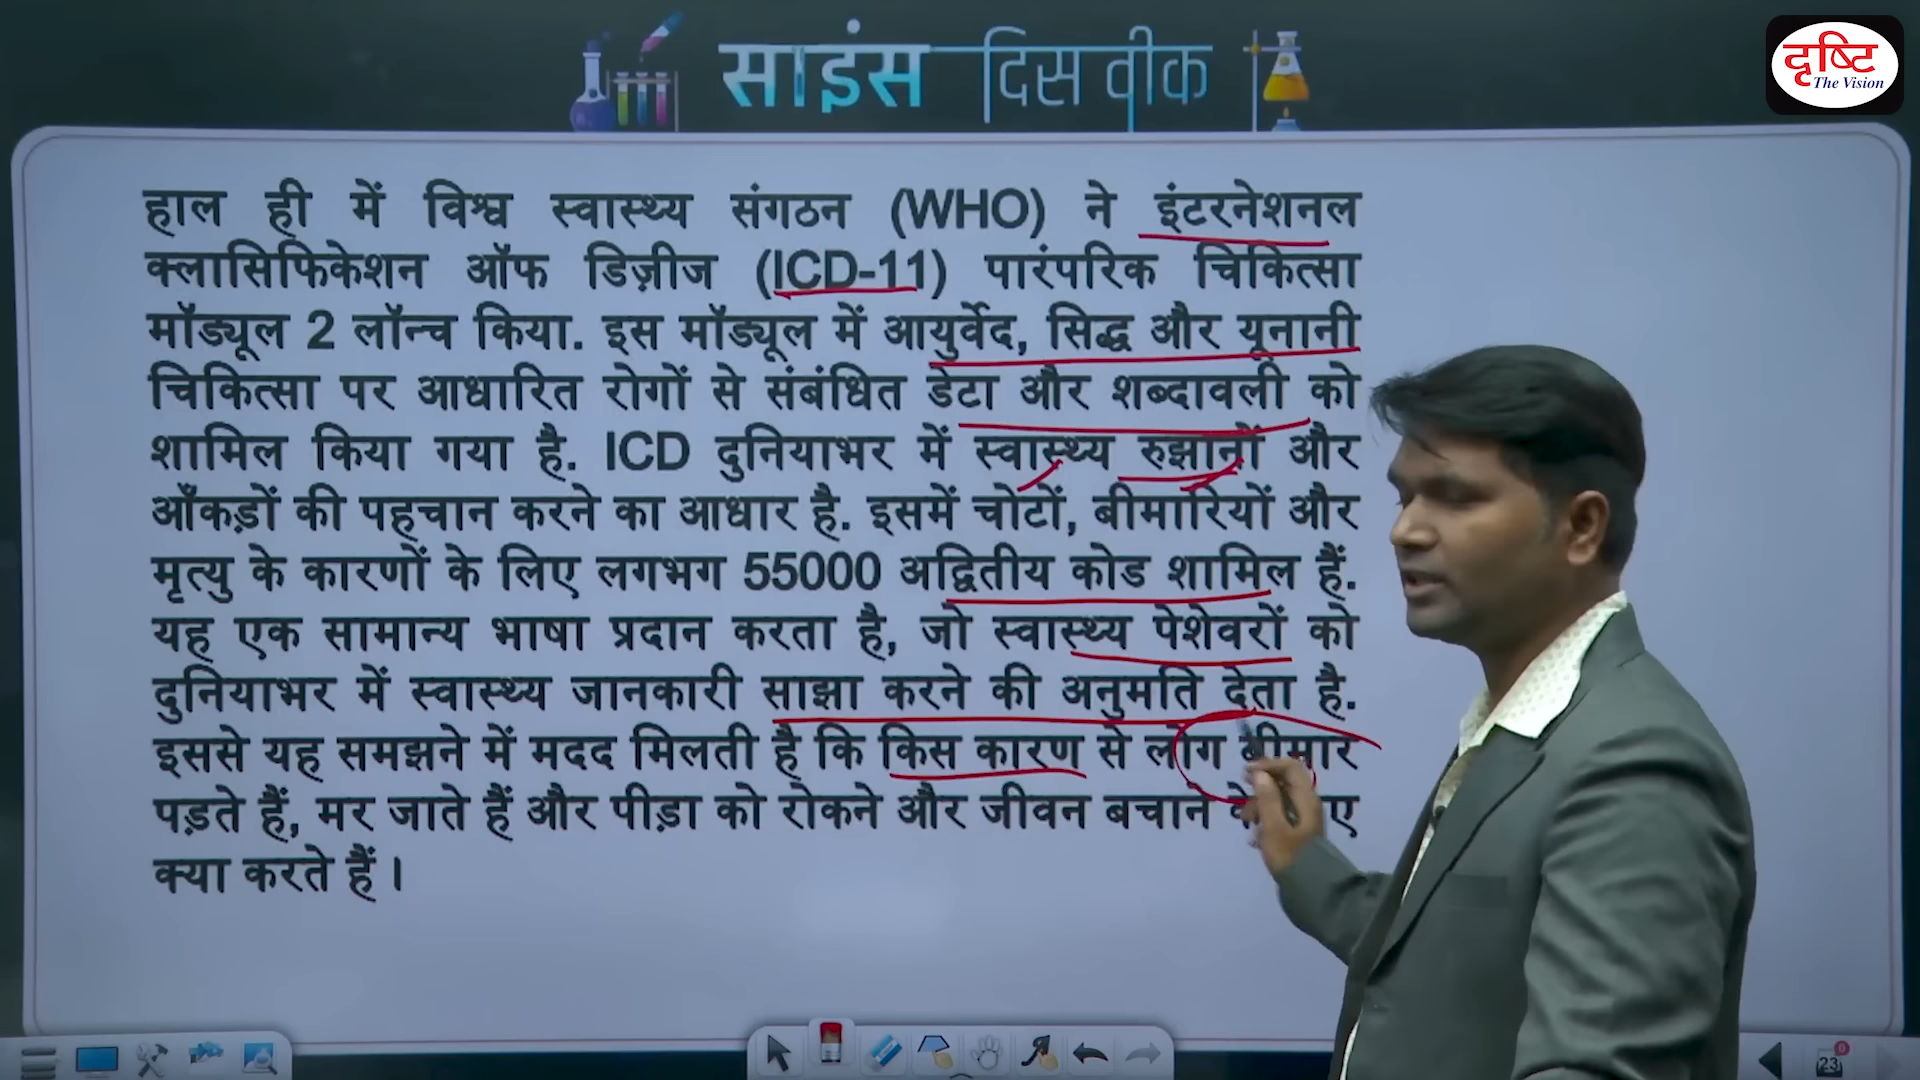 साइंस दिस वीक
दृष्टि
The Vision
हाल ही में विश्व स्वास्थ्य संगठन (WHO) ने इंटरनेशनल
क्लासिफिकेशन ऑफ डिज़ीज (ICD-11) पारंपरिक चिकित्सा
मॉड्यूल 2 लॉन्च किया. इस मॉड्यूल में आयुर्वेद, सिद्ध और यूनानी
चिकित्सा पर आधारित रोगों से संबंधित डेटा और शब्दावली को
शामिल किया गया है. ICD दुनियाभर में स्वास्थ्य रुझानों और
आँकड़ों की पहचान करने का आधार है. इसमें चोटों, बीमारियों और
मृत्यु के कारणों के लिए लगभग 55000 अद्वितीय कोड शामिल हैं.
यह एक सामान्य भाषा प्रदान करता है, जो स्वास्थ्य पेशेवरों को
दुनियाभर में स्वास्थ्य जानकारी साझा करने की अनुमति देता है.
इससे यह समझने में मदद मिलती है कि किस कारण से लोग बीमार
पड़ते हैं, मर जाते हैं और पीड़ा को रोकने और जीवन बचाने
क्या करते हैं ।
23